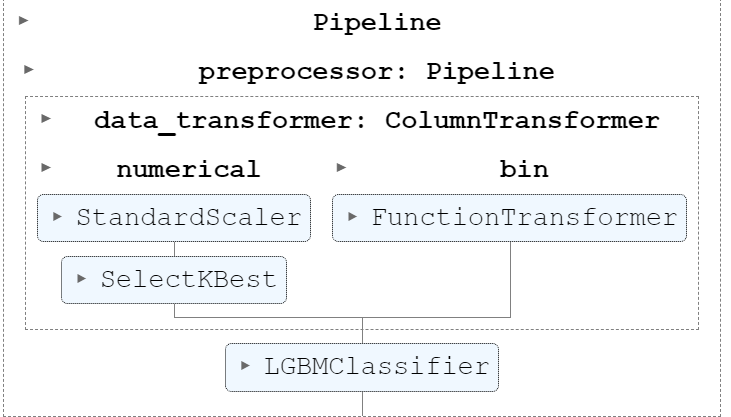 Pipeline
preprocessor: Pipeline
data_transformer: ColumnTransformer
numerical bin
StandardScaler FunctionTransformer
SelectKBest
LGBMClassifier